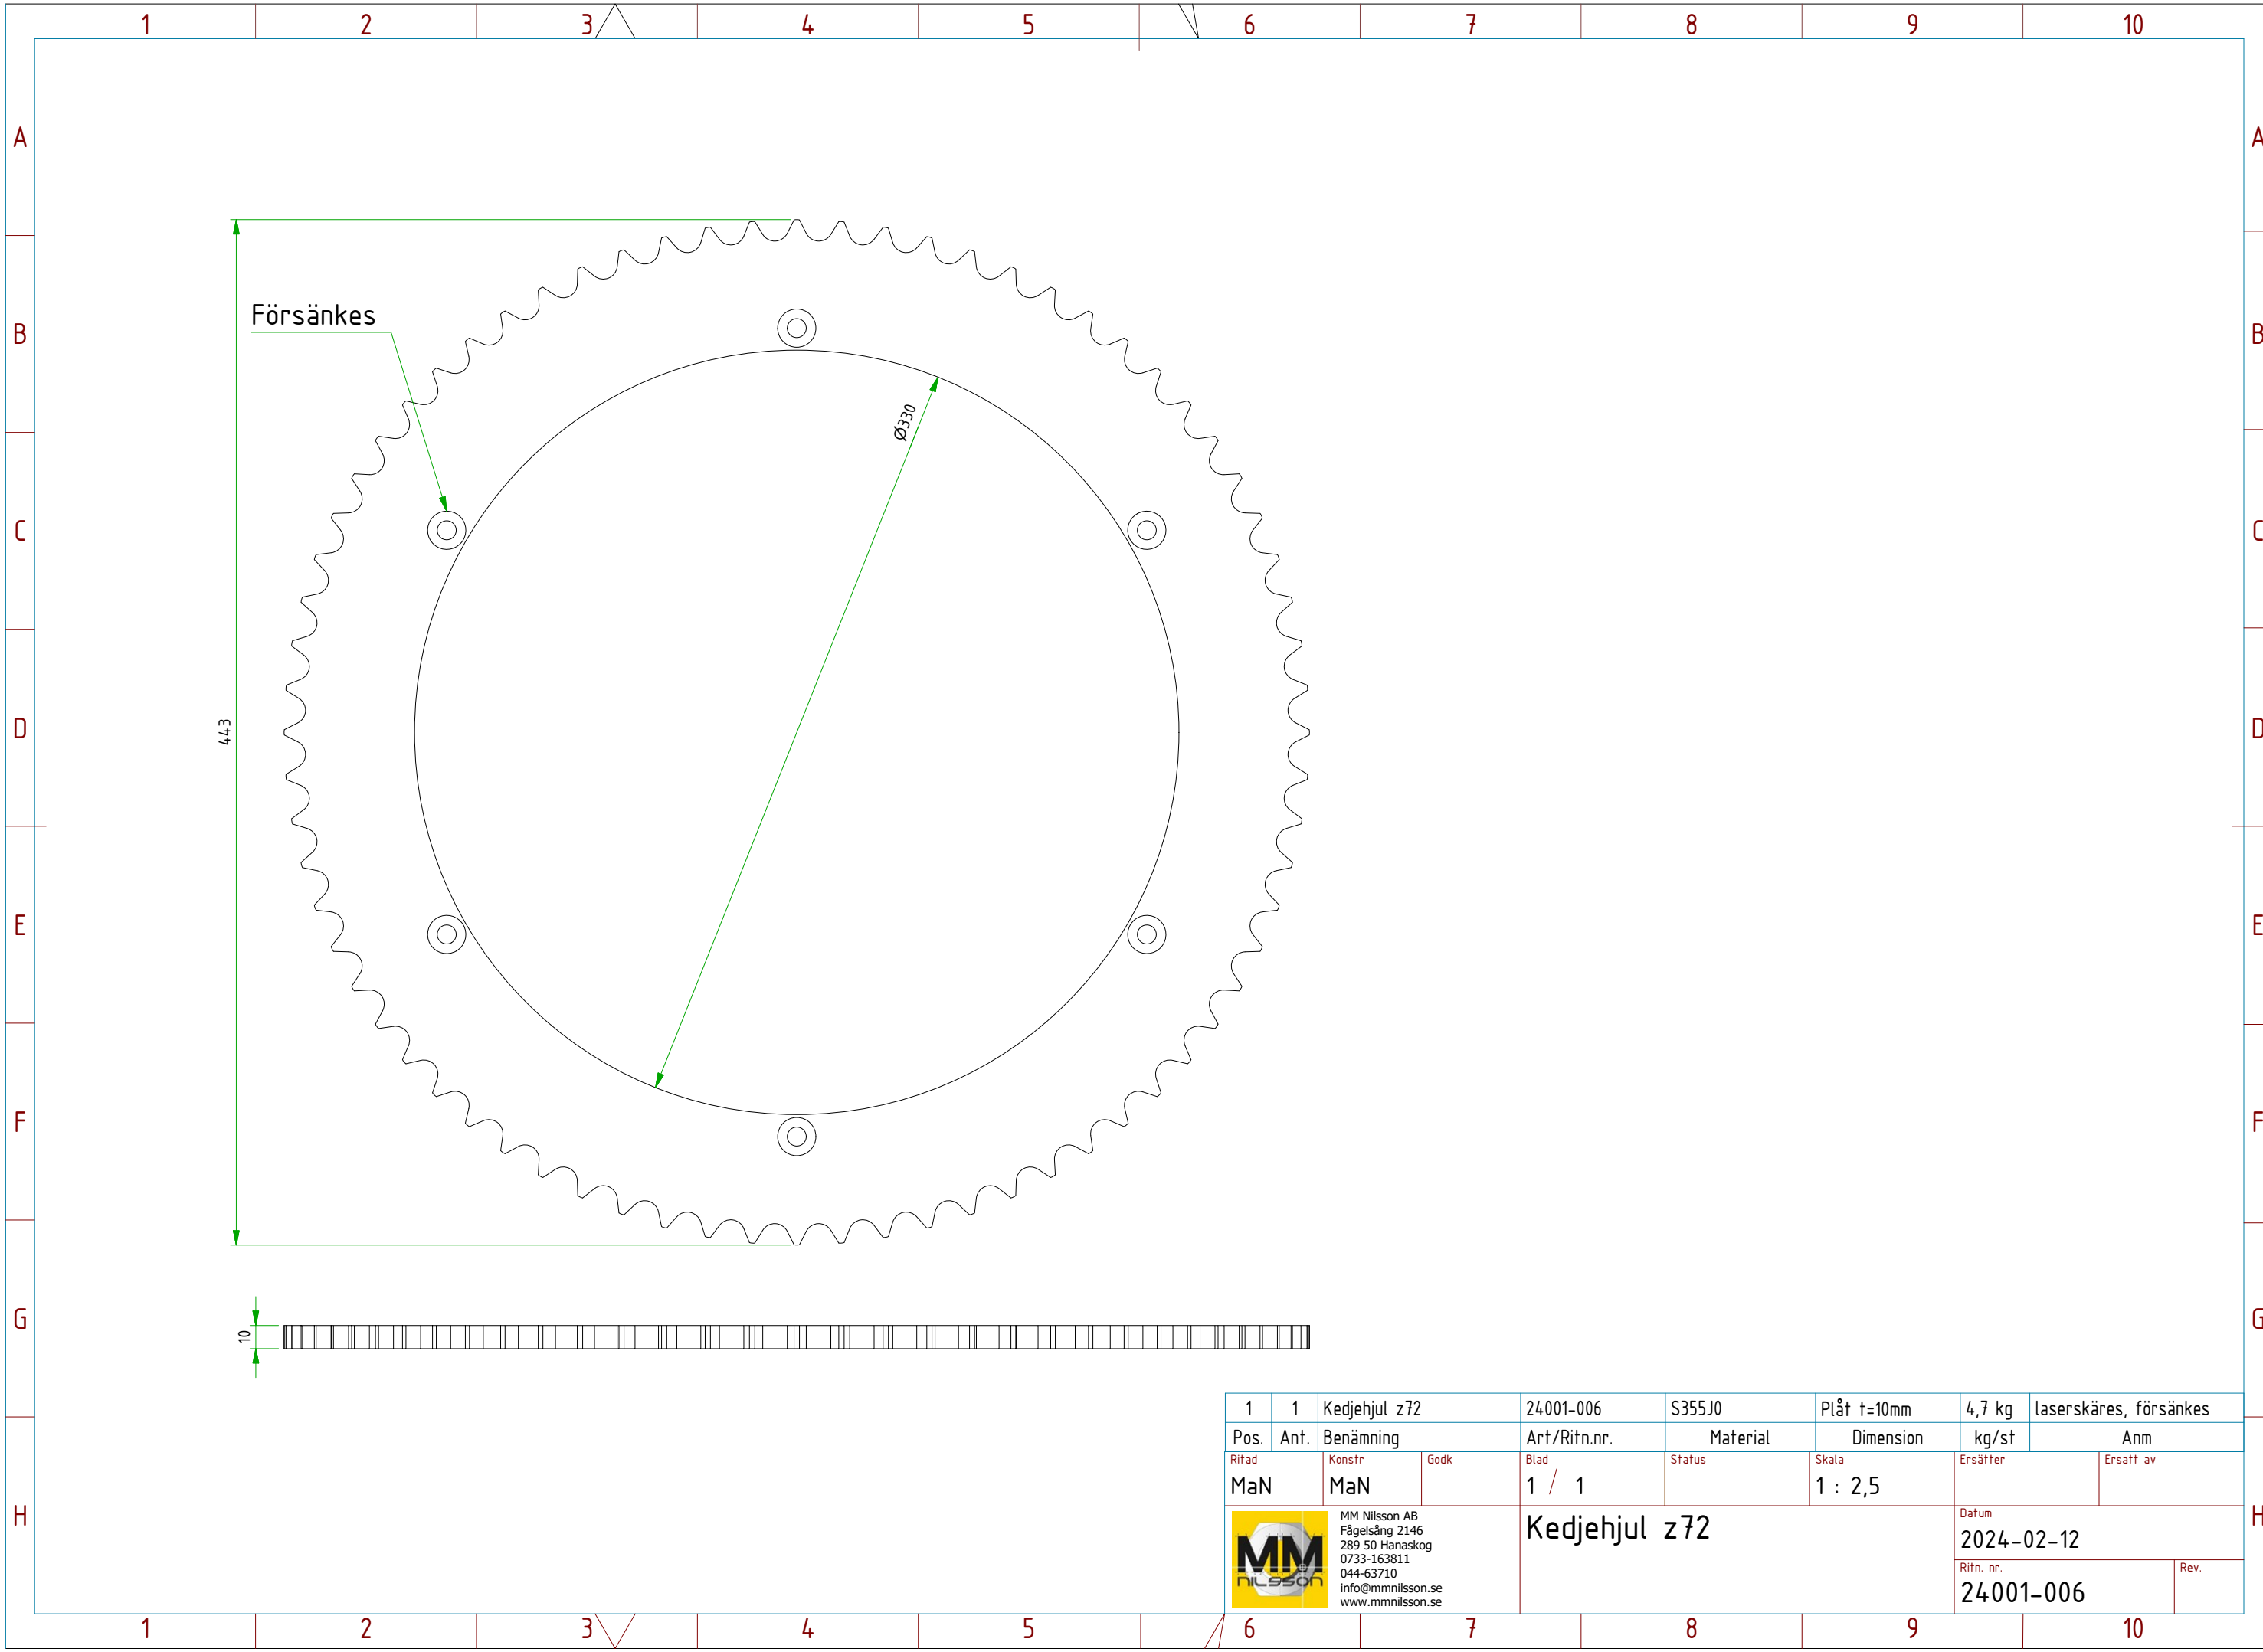 1 2 3 4 5 6 7 8 9 10
A A
Försänkes
B B
Ø330
C C
443
D D
E E
F F
10
G G
1 1 Kedjehjul z72 24001-006 S355J0 Plåt t=10mm 4,7 kg laserskäres, försänkes
Pos. Ant. Benämning Art/Ritn.nr. Material Dimension kg/st Anm
Ritad Konstr Godk Blad Status Skala Ersätter Ersatt av
MaN MaN 1 / 1 1 : 2,5
H H
MM Nilsson AB
Fågelsång 2146
289 50 Hanaskog
0733-163811
044-63710
info@mmnilsson.se
www.mmnilsson.se
MM
NILSSON
Kedjehjul z72
Datum
2024-02-12
Ritn. nr. Rev.
24001-006
1 2 3 4 5 6 7 8 9 10